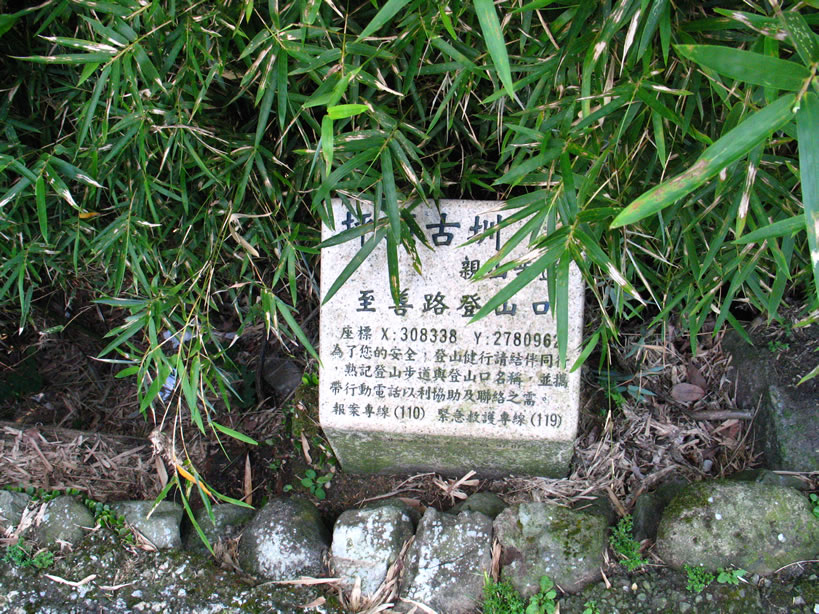 坪 古圳
親
至善路登山口
座標 X:308338 Y:2780962
為了您的安全；登山健行請結伴同行
，熟記登山步道與登山口名稱，並攜
帶行動電話以利協助及聯絡之需。
報案專線(110) 緊急救護專線(119)